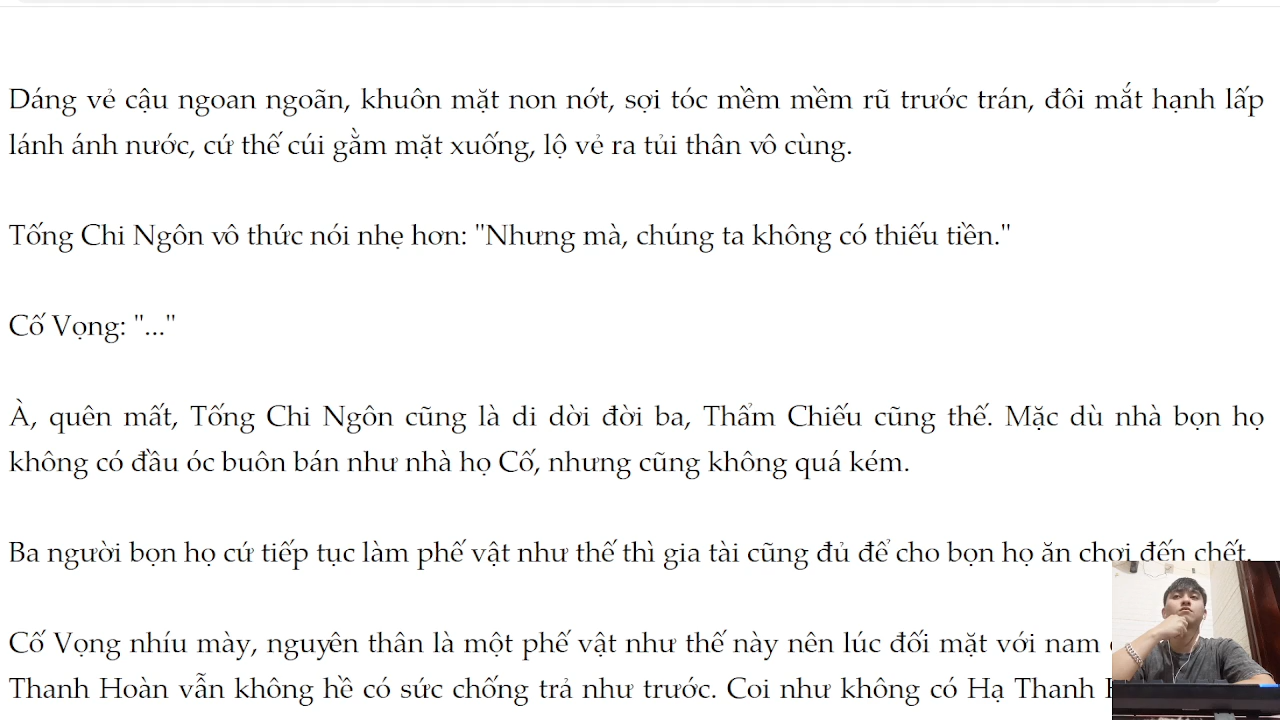 Dáng vẻ cậu ngoan ngoãn, khuôn mặt non nớt, sợi tóc mềm mềm rũ trước trán, đôi mắt hạnh lấp
lánh ánh nước, cứ thế cúi gằm mặt xuống, lộ vẻ ra tủi thân vô cùng.
Tống Chi Ngôn vô thức nói nhẹ hơn: "Nhưng mà, chúng ta không có thiếu tiền."
Cố Vọng: "..."
À, quên mất, Tống Chi Ngôn cũng là di dời đời ba, Thẩm Chiếu cũng thế. Mặc dù nhà bọn họ
không có đầu óc buôn bán như nhà họ Cố, nhưng cũng không quá kém.
Ba người bọn họ cứ tiếp tục làm phế vật như thế thì gia tài cũng đủ để cho bọn họ ăn chơi đến chết.
Cố Vọng nhíu mày, nguyên thân là một phế vật như thế này nên lúc đối mặt với nam
Thanh Hoàn vẫn không hề có sức chống trả như trước. Coi như không có Hạ Thanh